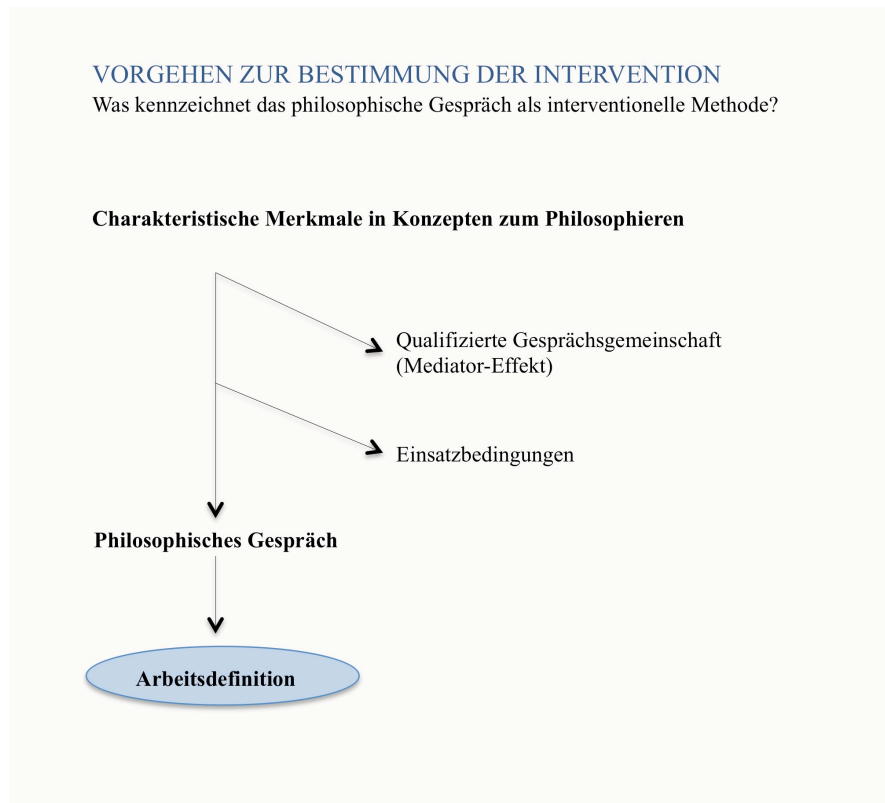 VORGEHEN ZUR BESTIMMUNG DER INTERVENTION
Was kennzeichnet das philosophische Gespräch als interventionelle Methode?
Charakteristische Merkmale in Konzepten zum Philosophieren
Qualifizierte Gesprächsgemeinschaft
(Mediator-Effekt)
Einsatzbedingungen
Philosophisches Gespräch
Arbeitsdefinition